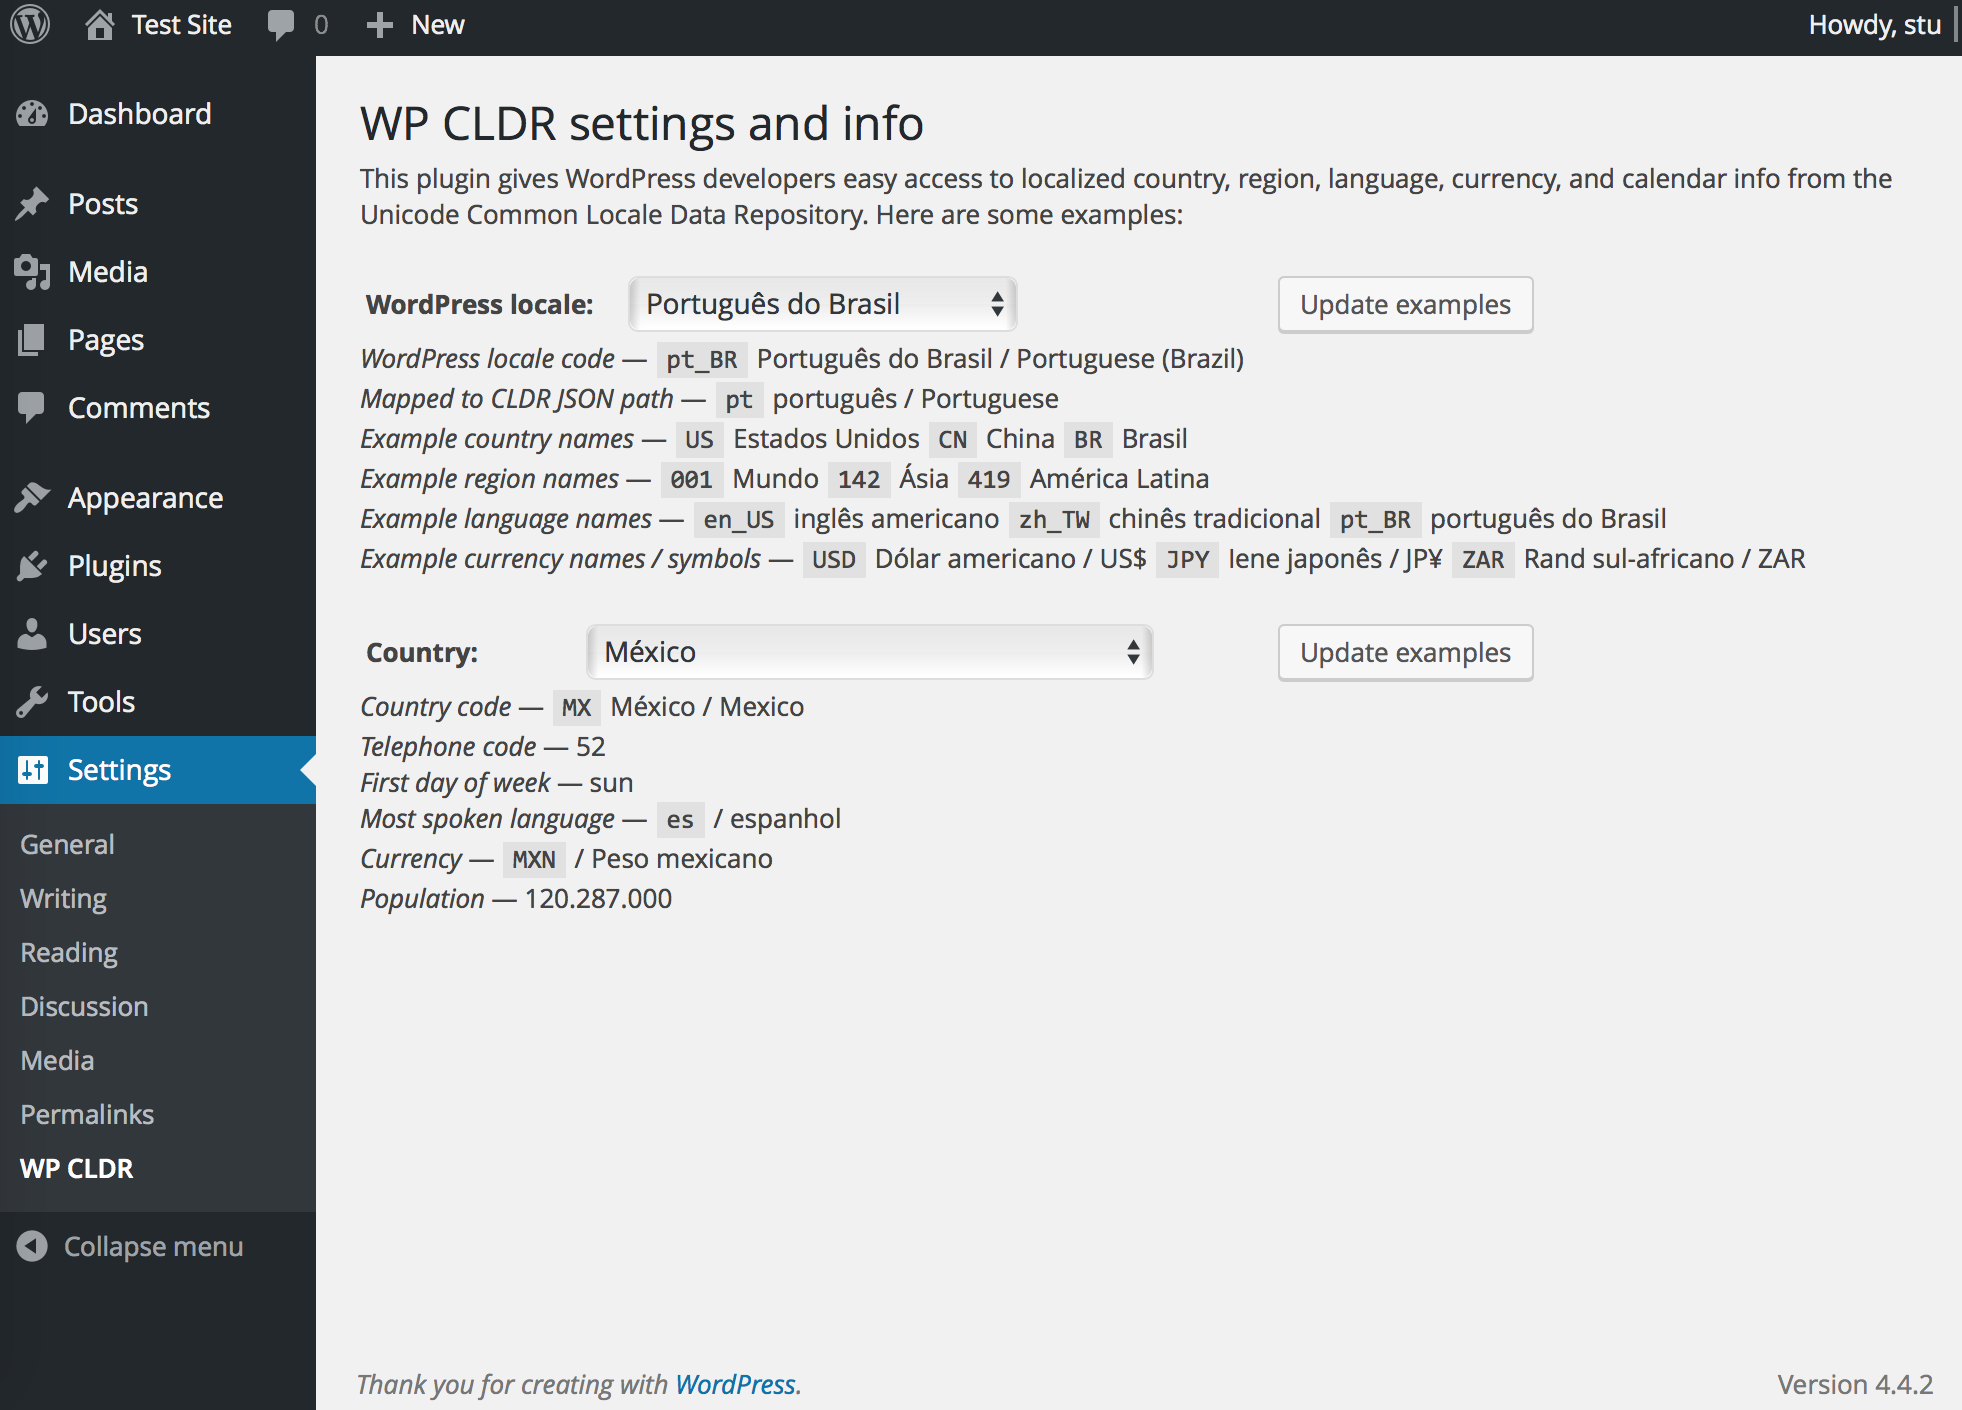 Test Site 0 New Howdy, stu
Dashboard
Posts
Media
Pages
Comments
Appearance
Plugins
Users
Tools
Settings
General
Writing
Reading
Discussion
Media
Permalinks
WP CLDR
Collapse menu
WP CLDR settings and info
This plugin gives WordPress developers easy access to localized country, region, language, currency, and calendar info from the
Unicode Common Locale Data Repository. Here are some examples:
WordPress locale: Português do Brasil Update examples
WordPress locale code — pt_BR Português do Brasil / Portuguese (Brazil)
Mapped to CLDR JSON path — pt português / Portuguese
Example country names — US Estados Unidos CN China BR Brasil
Example region names — 001 Mundo 142 Ásia 419 América Latina
Example language names — en_US inglês americano zh_TW chinês tradicional pt_BR português do Brasil
Example currency names / symbols — USD Dólar americano / US$ JPY Iene japonês / JP¥ ZAR Rand sul-africano / ZAR
Country: México Update examples
Country code — MX México / Mexico
Telephone code — 52
First day of week — sun
Most spoken language — es / espanhol
Currency — MXN / Peso mexicano
Population — 120.287.000
Thank you for creating with WordPress. Version 4.4.2